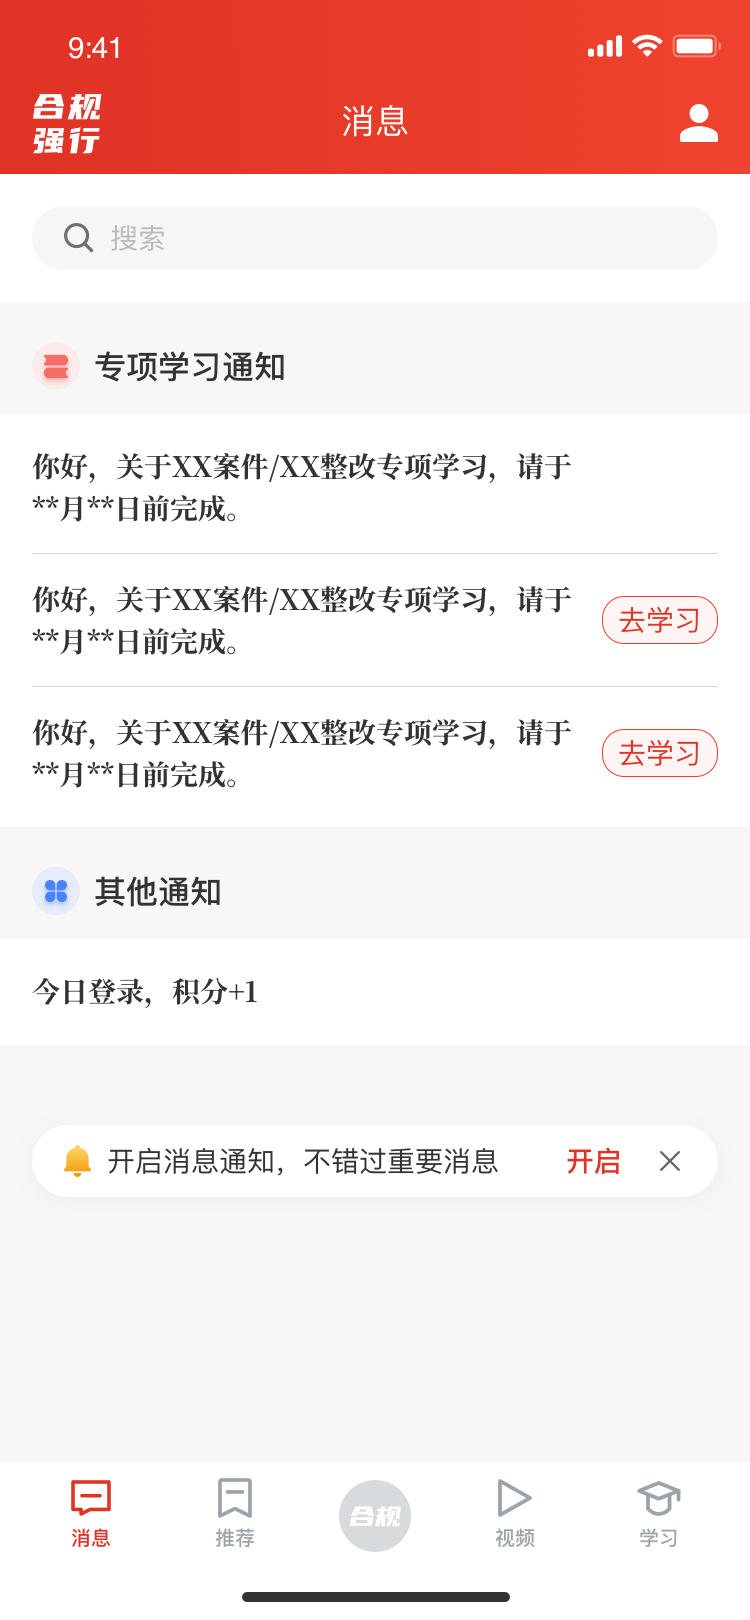 9:41
合规
强行
消息
搜索
专项学习通知
你好，关于XX案件/XX整改专项学习，请于
**月**日前完成。
你好，关于XX案件/XX整改专项学习，请于
**月**日前完成。
去学习
你好，关于XX案件/XX整改专项学习，请于
**月**日前完成。
去学习
其他通知
今日登录，积分+1
开启消息通知，不错过重要消息 开启
消息 推荐 合规 视频 学习